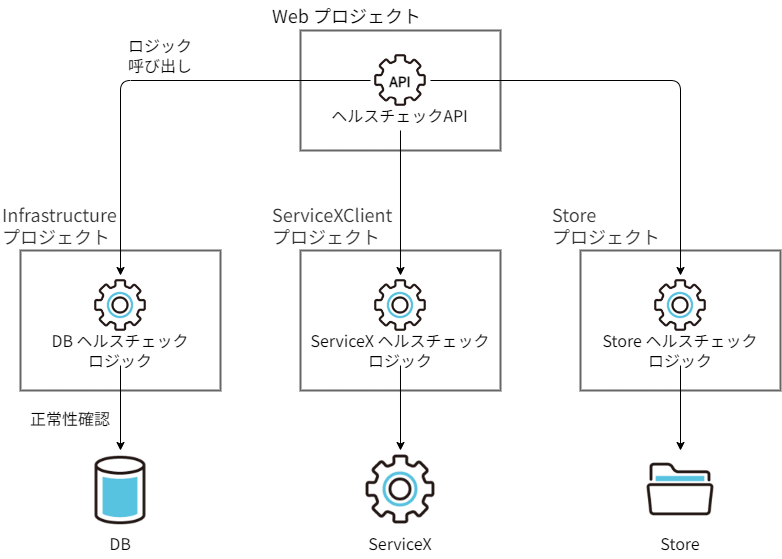 Web プロジェクト
ロジック
呼び出し
API
ヘルスチェックAPI
Infrastructure
プロジェクト
ServiceXClient
プロジェクト
Store
プロジェクト
DB ヘルスチェック
ロジック
ServiceX ヘルスチェック
ロジック
Store ヘルスチェック
ロジック
正常性確認
DB
ServiceX
Store